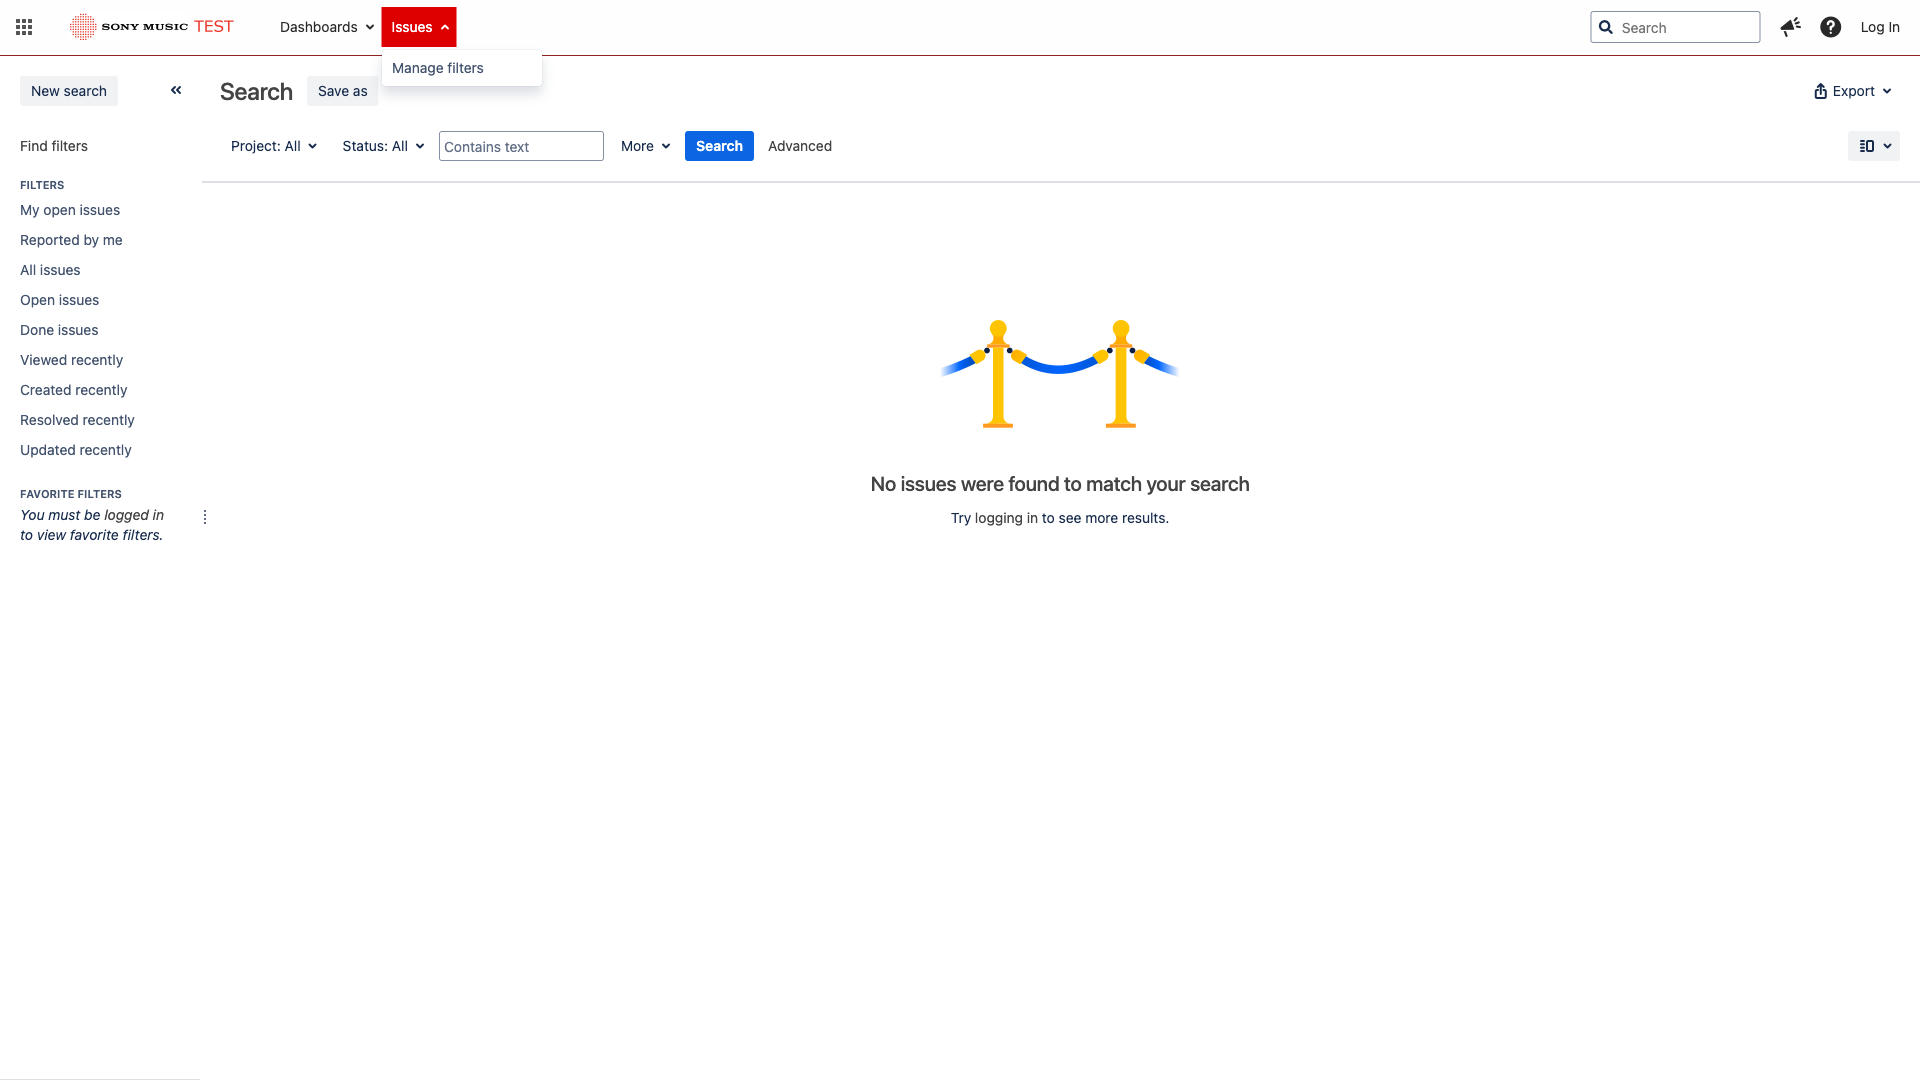 SONY MUSIC TEST
Dashboards
Issues
Search
Log In
Manage filters
New search
Search
Save as
Export
Find filters
Project: All
Status: All
Contains text
More
Search
Advanced
FILTERS
My open issues
Reported by me
All issues
Open issues
Done issues
Viewed recently
Created recently
Resolved recently
Updated recently
FAVORITE FILTERS
You must be logged in
to view favorite filters.
No issues were found to match your search
Try logging in to see more results.